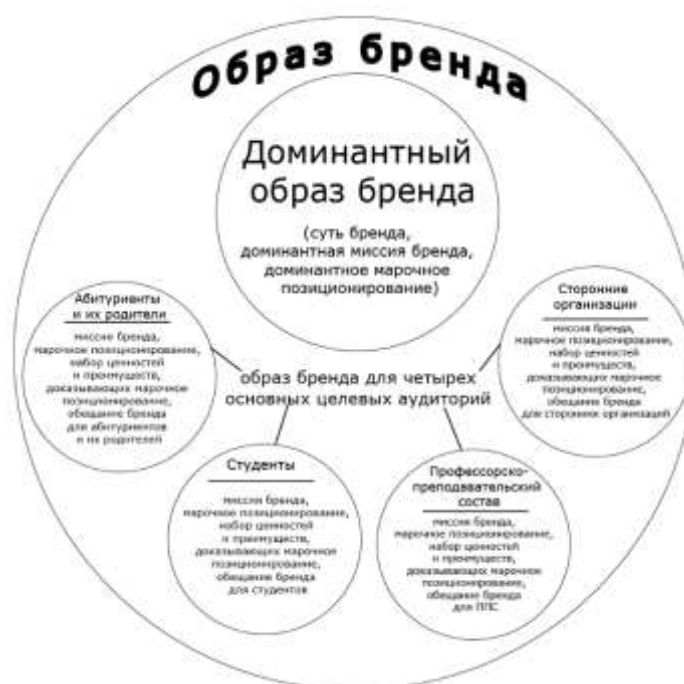 Образ бренда
Доминантный
образ бренда
(суть бренда,
доминантная миссия бренда,
доминантное марочное
позиционирование)
Абитуриенты
и их родители
миссия бренда,
марочное позиционирование,
набор ценностей
и преимуществ,
доказывающих марочное
позиционирование,
обещание бренда
для абитуриентов
и их родителей
Сторонние
организации
миссия бренда,
марочное позиционирование,
набор ценностей
и преимуществ,
доказывающих марочное
позиционирование,
обещание бренда
для сторонних организаций
образ бренда для четырех
основных целевых аудиторий
Студенты
миссия бренда,
марочное позиционирование,
набор ценностей
и преимуществ,
доказывающих марочное
позиционирование,
обещание бренда
для студентов
Профессорско-
преподавательский
состав
миссия бренда,
марочное позиционирование,
набор ценностей
и преимуществ,
доказывающих марочное
позиционирование,
обещание бренда
для ППС